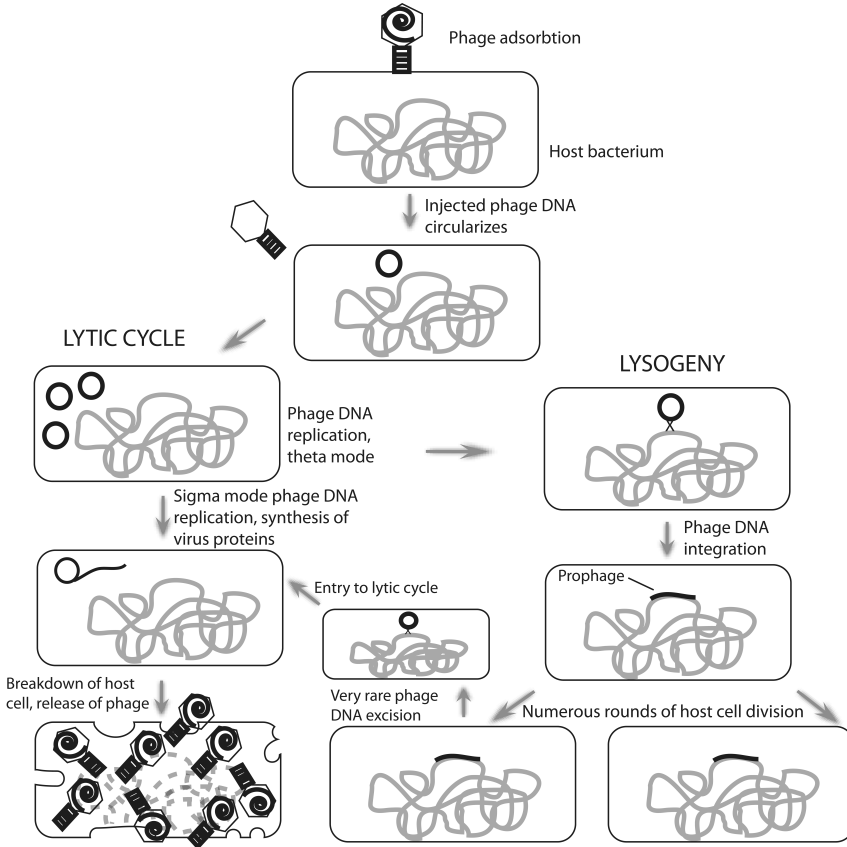 Phage adsorbtion
Host bacterium
Injected phage DNA
circularizes
LYTIC CYCLE
LYSOGENY
Phage DNA
replication,
theta mode
Sigma mode phage DNA
replication, synthesis of
virus proteins
Phage DNA
integration
Prophage
Entry to lytic cycle
Breakdown of host
cell, release of phage
Very rare phage
DNA excision
Numerous rounds of host cell division